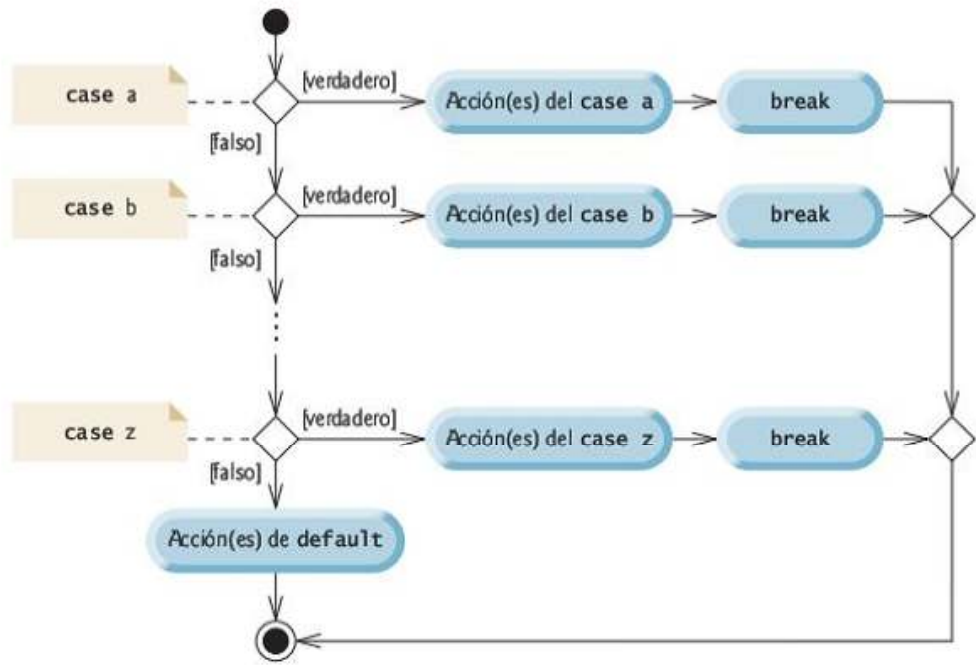 case a
[verdadero]
Acción(es) del case a
break
[falso]
case b
[verdadero]
Acción(es) del case b
break
[falso]
case z
[verdadero]
Acción(es) del case z
break
[falso]
Acción(es) de default